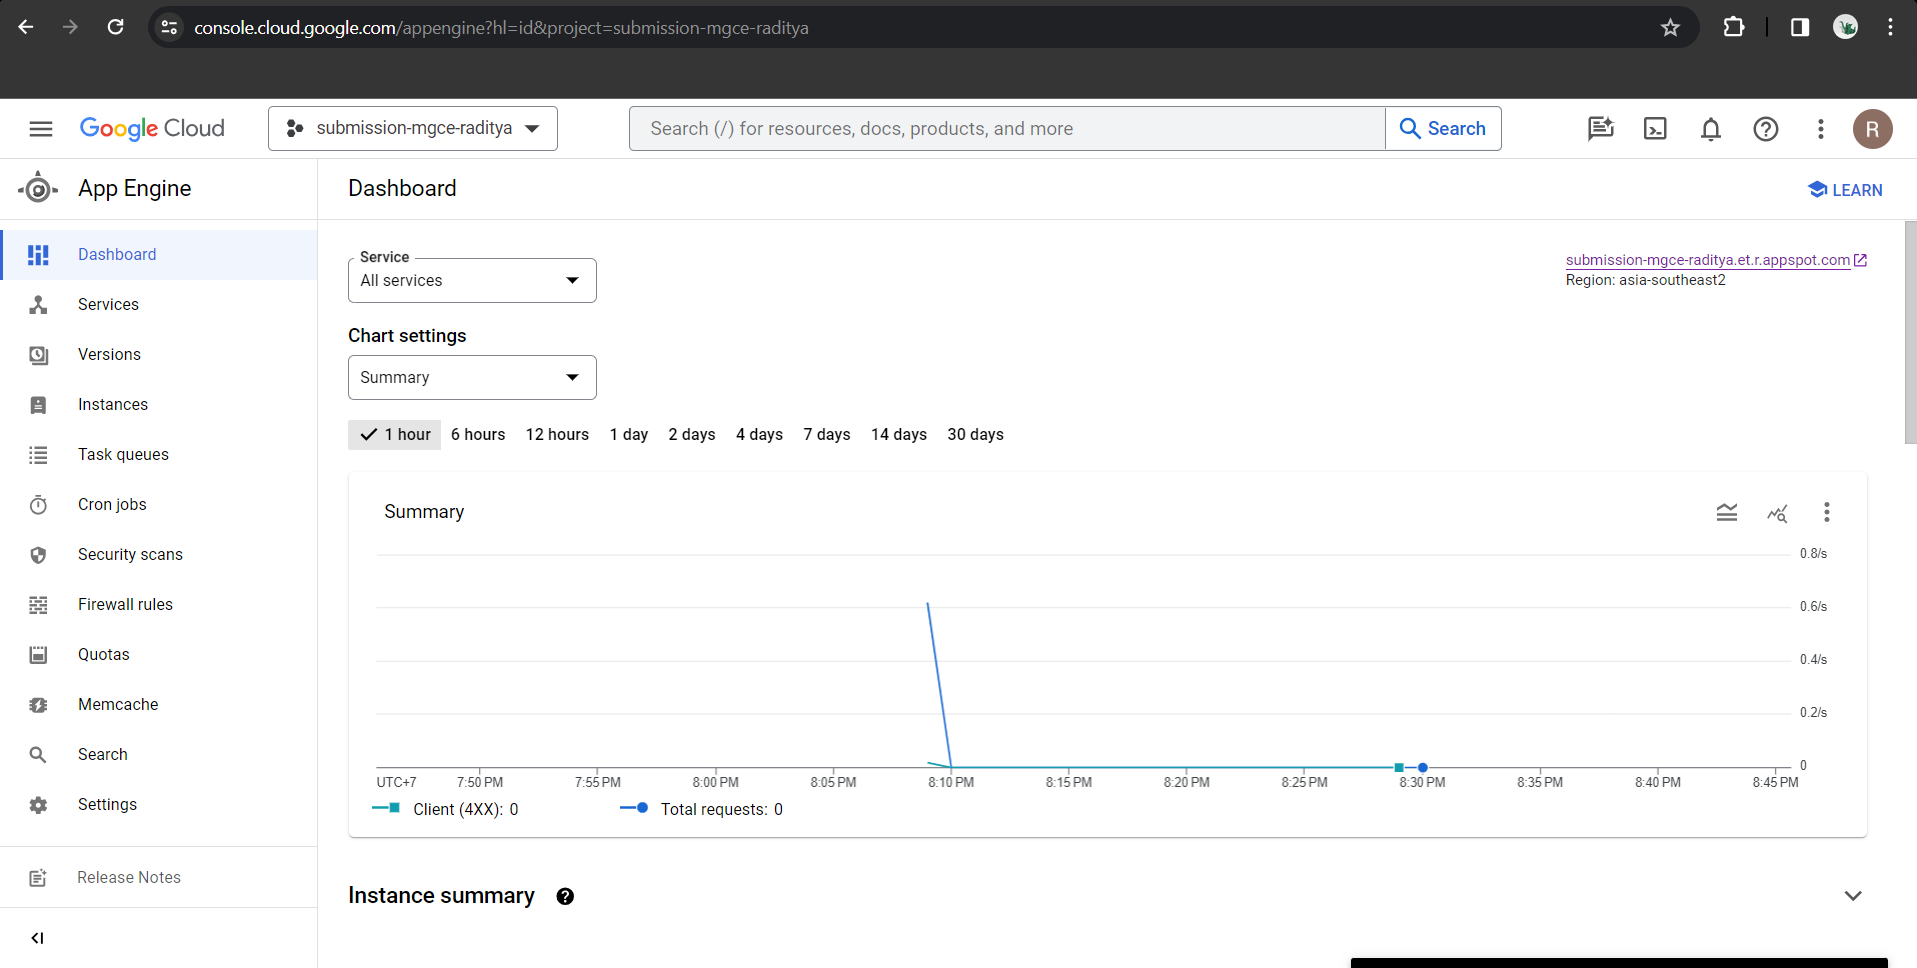 console.cloud.google.com/appengine?hl=id&project=submission-mgce-raditya
Google Cloud
submission-mgce-raditya
Search (/) for resources, docs, products, and more
Search
R
App Engine
Dashboard
LEARN
Dashboard
Services
Versions
Instances
Task queues
Cron jobs
Security scans
Firewall rules
Quotas
Memcache
Search
Settings
Release Notes
Service
All services
submission-mgce-raditya.et.r.appspot.com
Region: asia-southeast2
Chart settings
Summary
1 hour 6 hours 12 hours 1 day 2 days 4 days 7 days 14 days 30 days
Summary
0.8/s
0.6/s
0.4/s
0.2/s
0
UTC+7 7:50 PM 7:55 PM 8:00 PM 8:05 PM 8:10 PM 8:15 PM 8:20 PM 8:25 PM 8:30 PM 8:35 PM 8:40 PM 8:45 PM
Client (4XX): 0 Total requests: 0
Instance summary ?